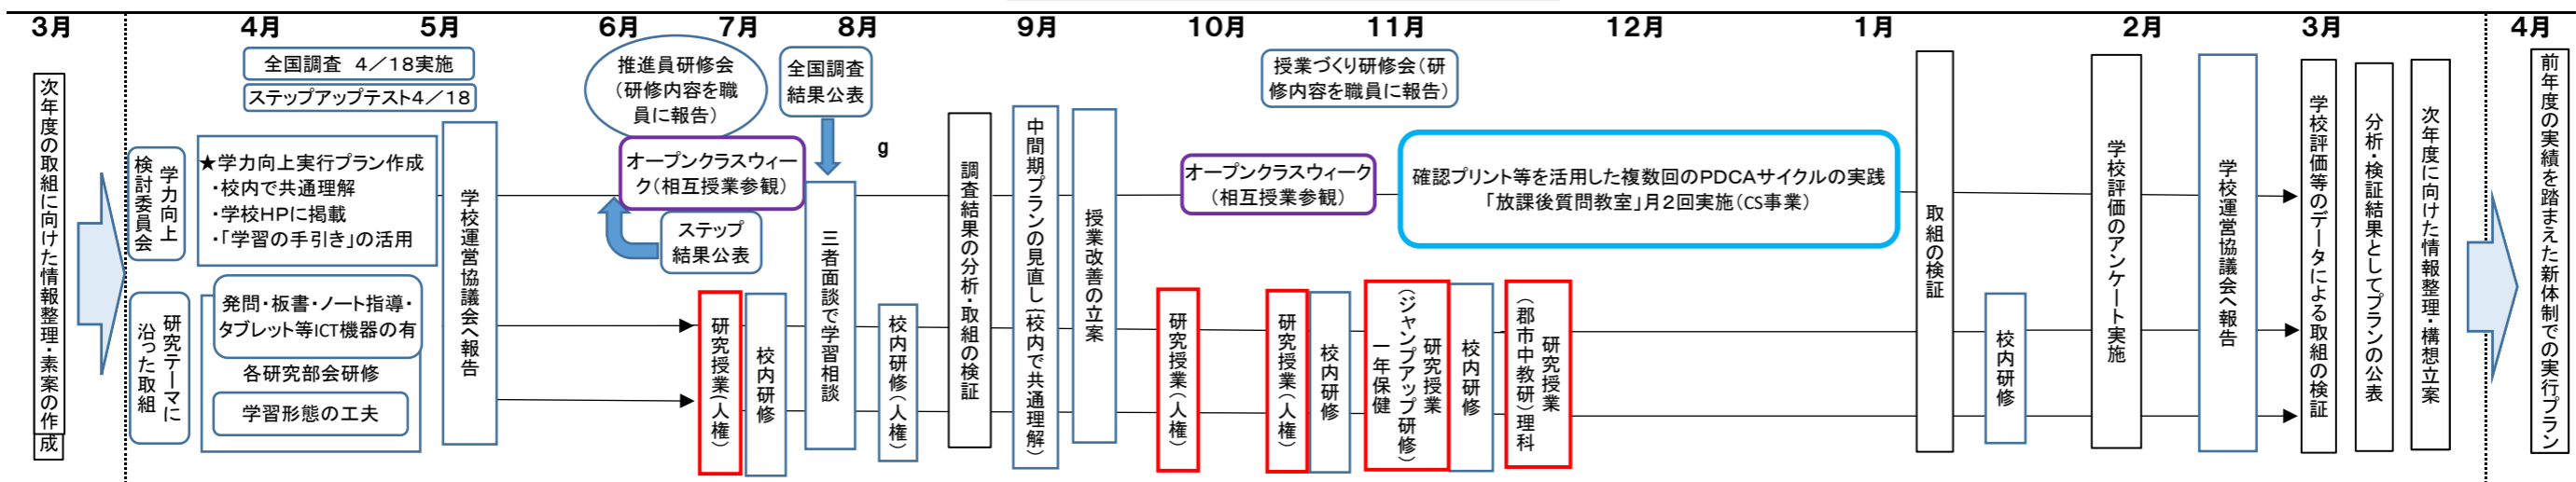 3月
4月
5月
6月
7月
8月
9月
10月
11月
12月
1月
2月
3月
4月
次年度の取組に向けた情報整理・素案の作成
全国調査 4/18実施
ステップアップテスト4/18
学力向上
検討委員会
★学力向上実行プラン作成
・校内で共通理解
・学校HPに掲載
・「学習の手引き」の活用
研究テーマに
沿った取組
発問・板書・ノート指導・
タブレット等ICT機器の有
各研究部会研修
学習形態の工夫
学校運営協議会へ報告
推進員研修会
(研修内容を職
員に報告)
オープンクラスウィー
ク(相互授業参観)
ステップ
結果公表
研究授業(人権)
校内研修
全国調査
結果公表
三者面談で学習相談
g
校内研修(人権)
調査結果の分析・取組の検証
中間期プランの見直し(校内で共通理解)
授業改善の立案
授業づくり研修会(研
修内容を職員に報告)
オープンクラスウィーク
(相互授業参観)
確認プリント等を活用した複数回のPDCAサイクルの実践
「放課後質問教室」月2回実施(CS事業)
研究授業(人権)
研究授業(人権)
校内研修
研究授業
(ジャンプアップ研修)
一年保健
校内研修
研究授業
(郡市中教研)理科
取組の検証
校内研修
学校評価のアンケート実施
学校運営協議会へ報告
学校評価等のデータによる取組の検証
分析・検証結果としてプランの公表
次年度に向けた情報整理・構想立案
前年度の実績を踏まえた新体制での実行プラン